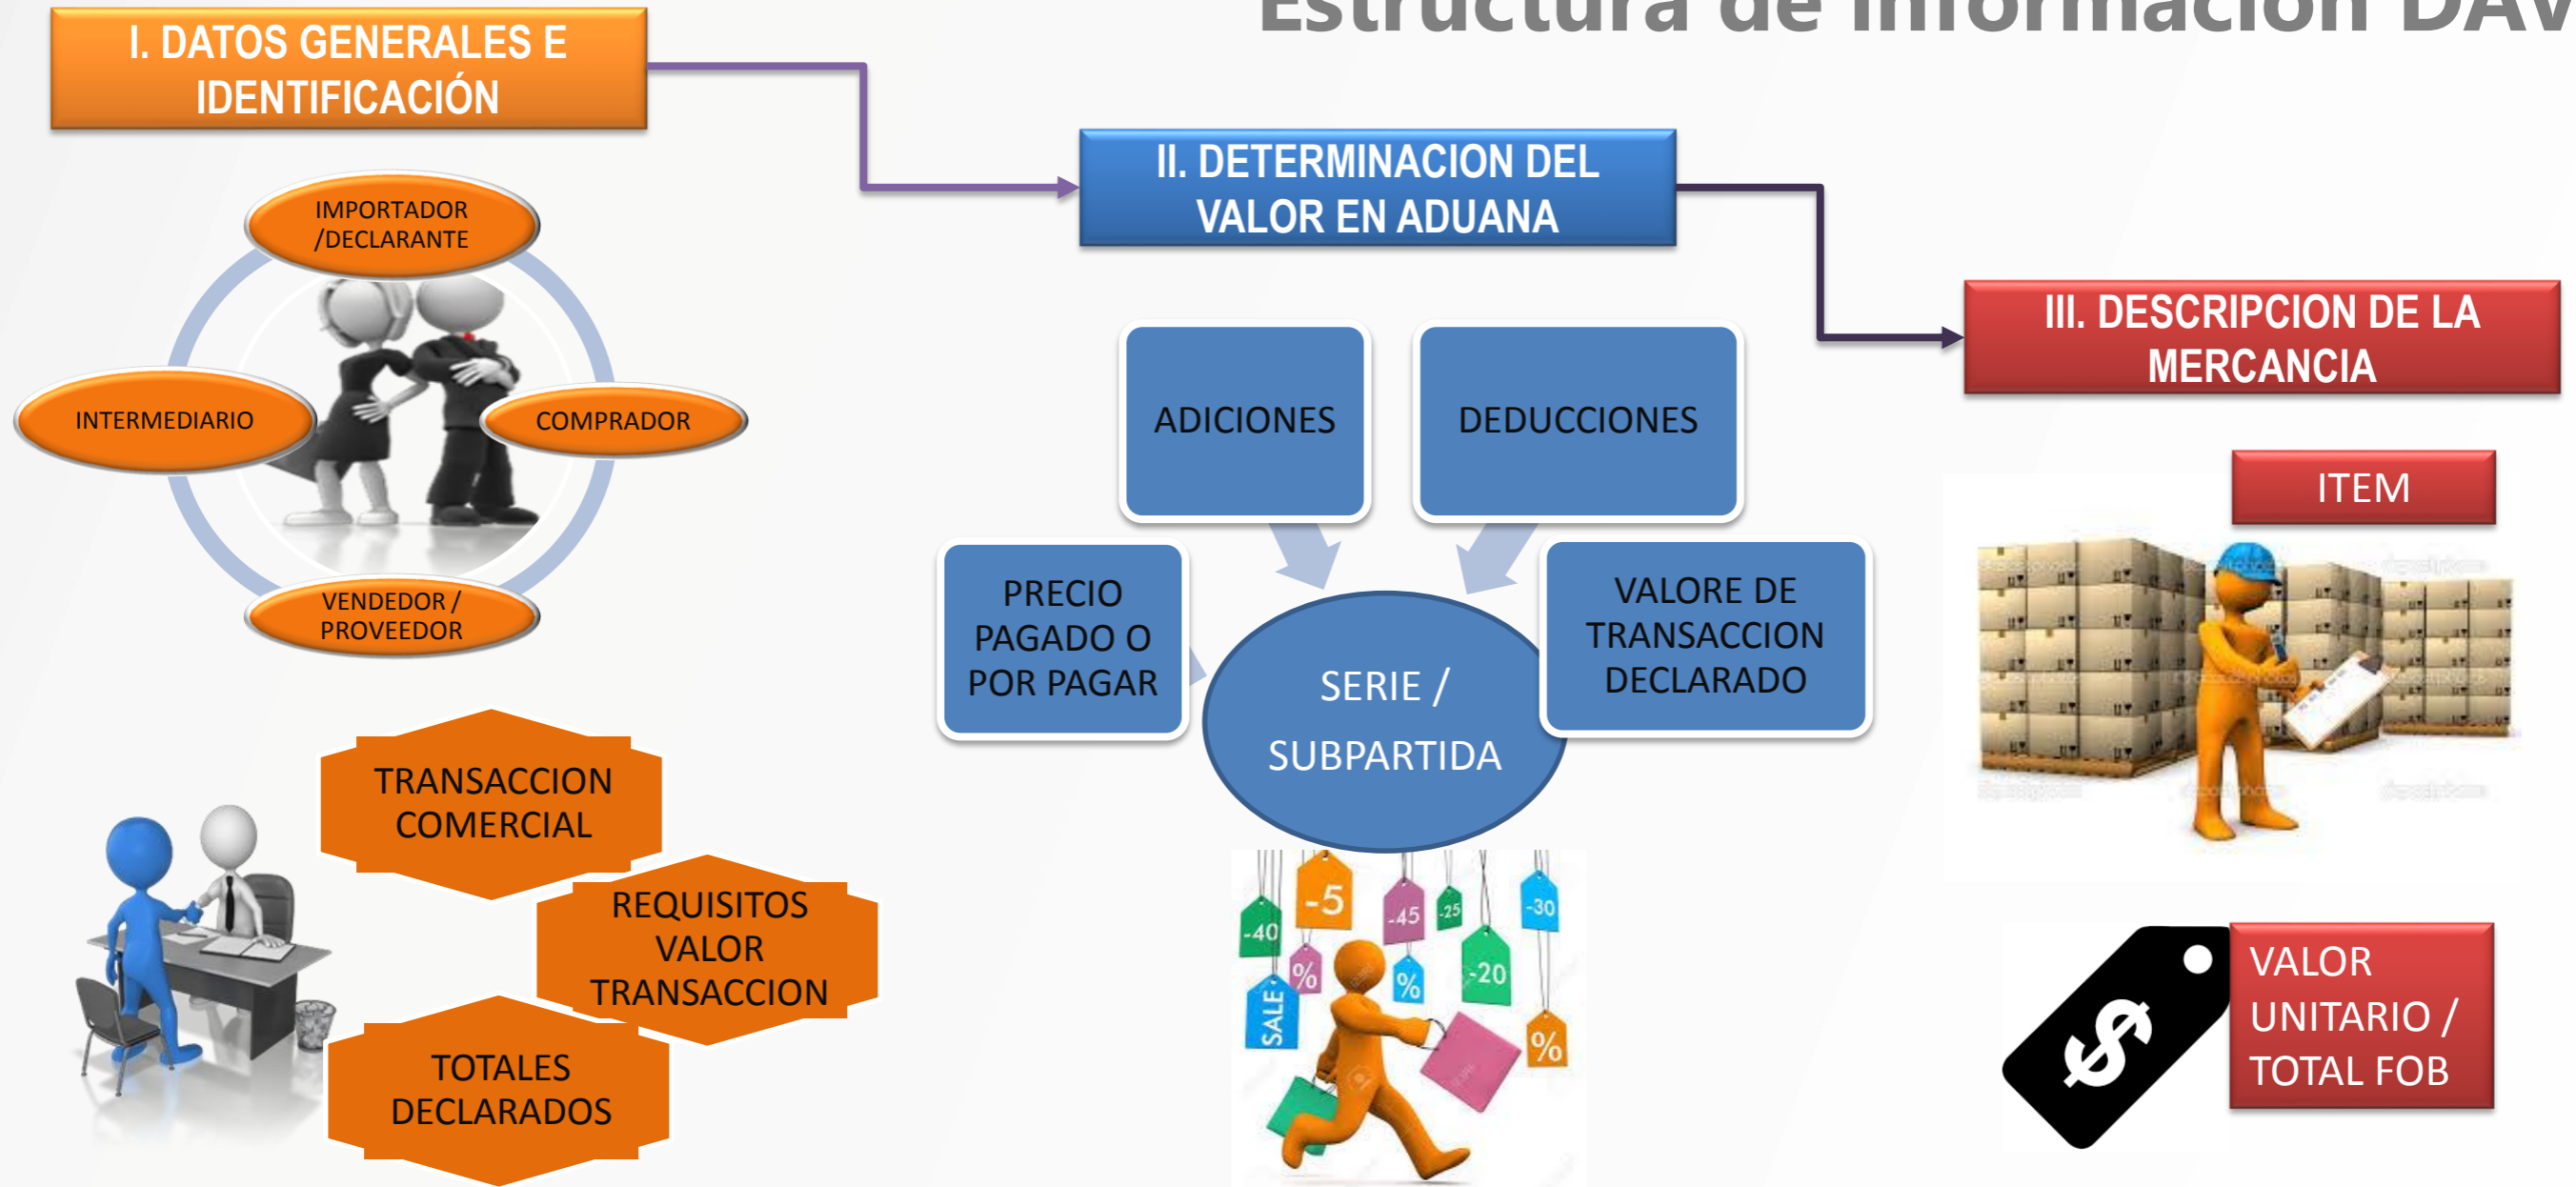 Estructura de información DAV
I. DATOS GENERALES E
IDENTIFICACIÓN
IMPORTADOR
/DECLARANTE
INTERMEDIARIO
COMPRADOR
VENDEDOR /
PROVEEDOR
TRANSACCION
COMERCIAL
REQUISITOS
VALOR
TRANSACCION
TOTALES
DECLARADOS
II. DETERMINACION DEL
VALOR EN ADUANA
ADICIONES
DEDUCCIONES
PRECIO
PAGADO O
POR PAGAR
VALORE DE
TRANSACCION
DECLARADO
SERIE /
SUBPARTIDA
-5
-40
-45
-25
-30
%
%
-20
SALE
%
III. DESCRIPCION DE LA
MERCANCIA
ITEM
$
VALOR
UNITARIO /
TOTAL FOB